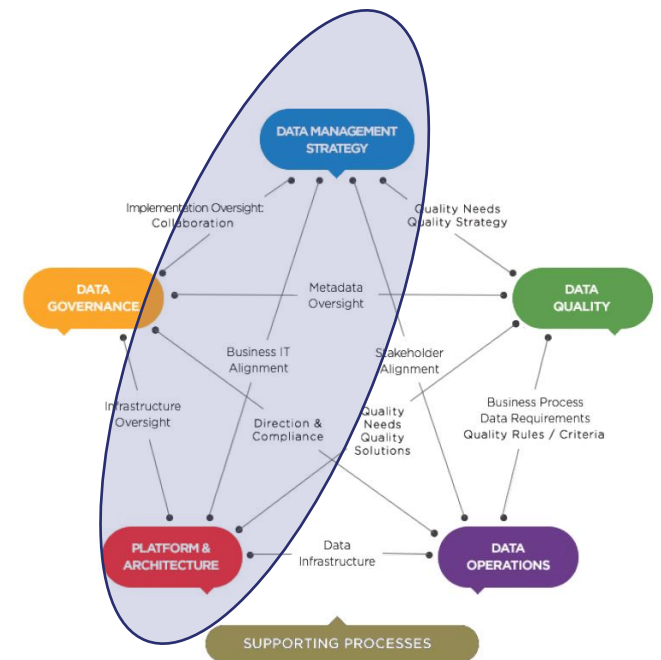 DATA MANAGEMENT
STRATEGY
Implementation Oversight:
Collaboration
Quality Needs
Quality Strategy
DATA
GOVERNANCE
Metadada
Oversight
DATA
QUALITY
Business IT
Alignment
Stakeholder
Alignment
Infrastructure
Oversight
Direction &
Compliance
Quality
Needs
Quality
Solutions
Business Process
Data Requirements
Quality Rules / Criteria
PLATFORM &
ARCHITECTURE
Data
Infrastructure
DATA
OPERATIONS
SUPPORTING PROCESSES